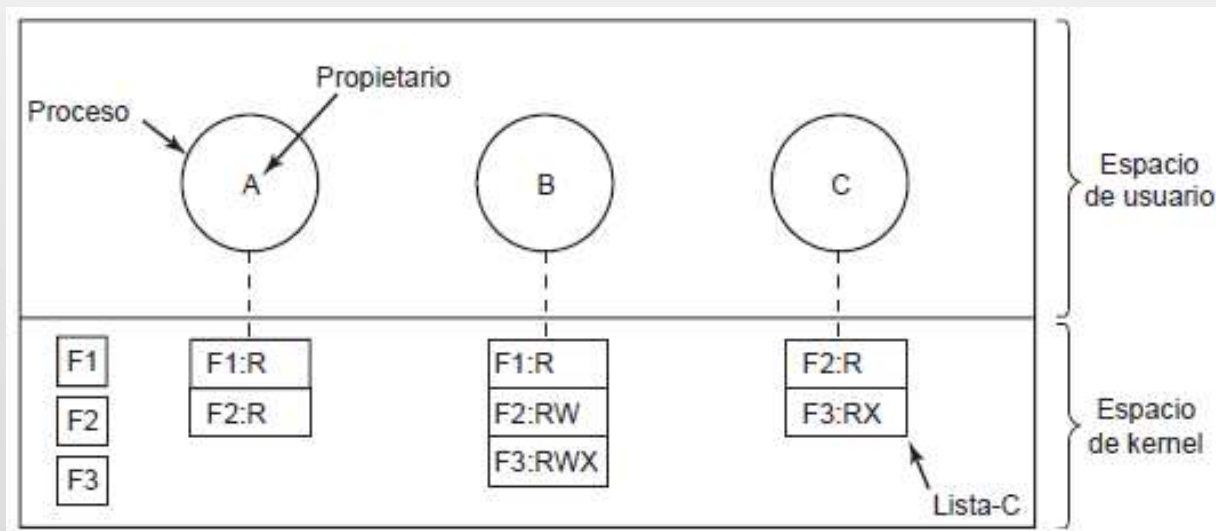 Propietario
Proceso
A
B
C
Espacio
de usuario
F1
F2
F3
F1:R
F2:R
F1:R
F2:RW
F3:RWX
F2:R
F3:RX
Espacio
de kernel
Lista-C